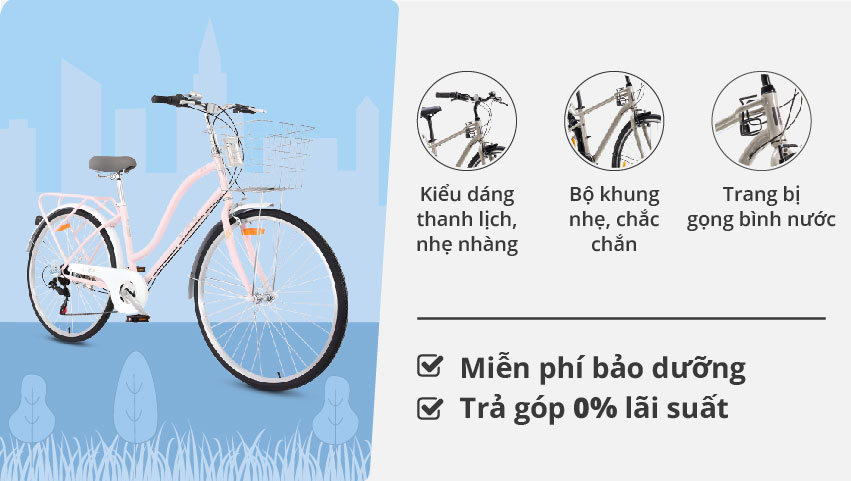 Kiểu dáng
thanh lịch,
nhẹ nhàng
Bộ khung
nhẹ, chắc
chắn
Trang bị
gọng bình nước
Miễn phí bảo dưỡng
Trả góp 0% lãi suất